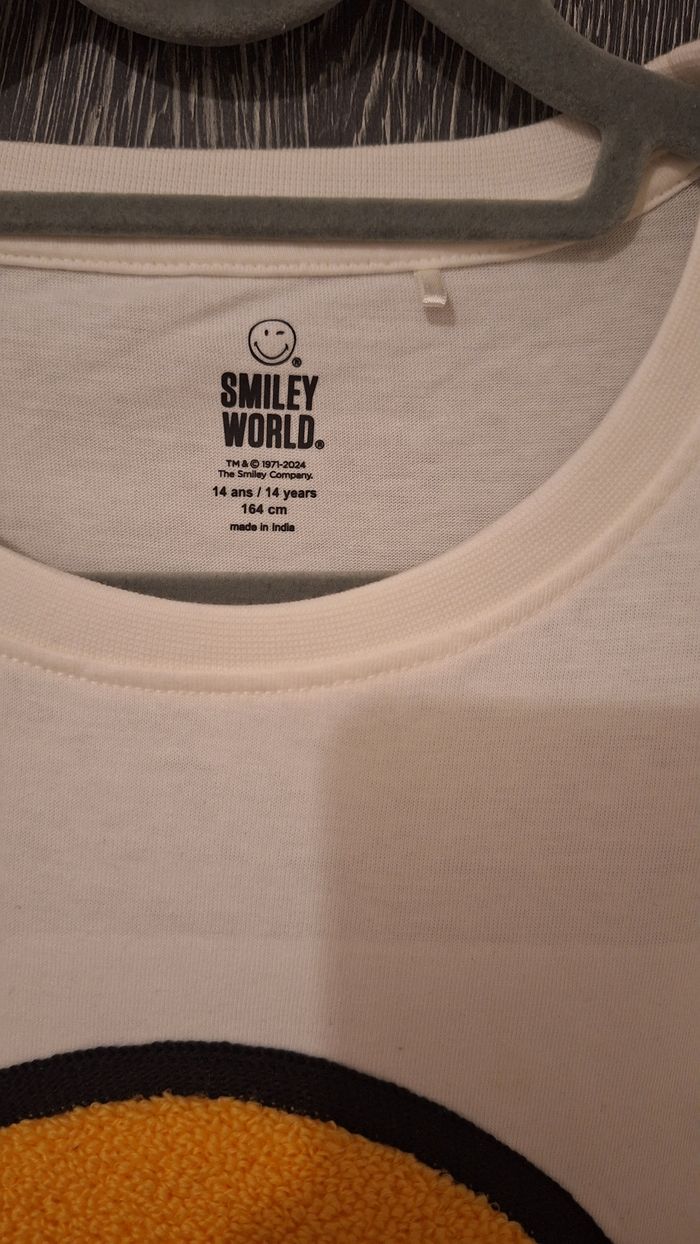 SMILEY
WORLD®
TM & © 1971-2024
The Smiley Company.
14 ans / 14 years
164 cm
made in India